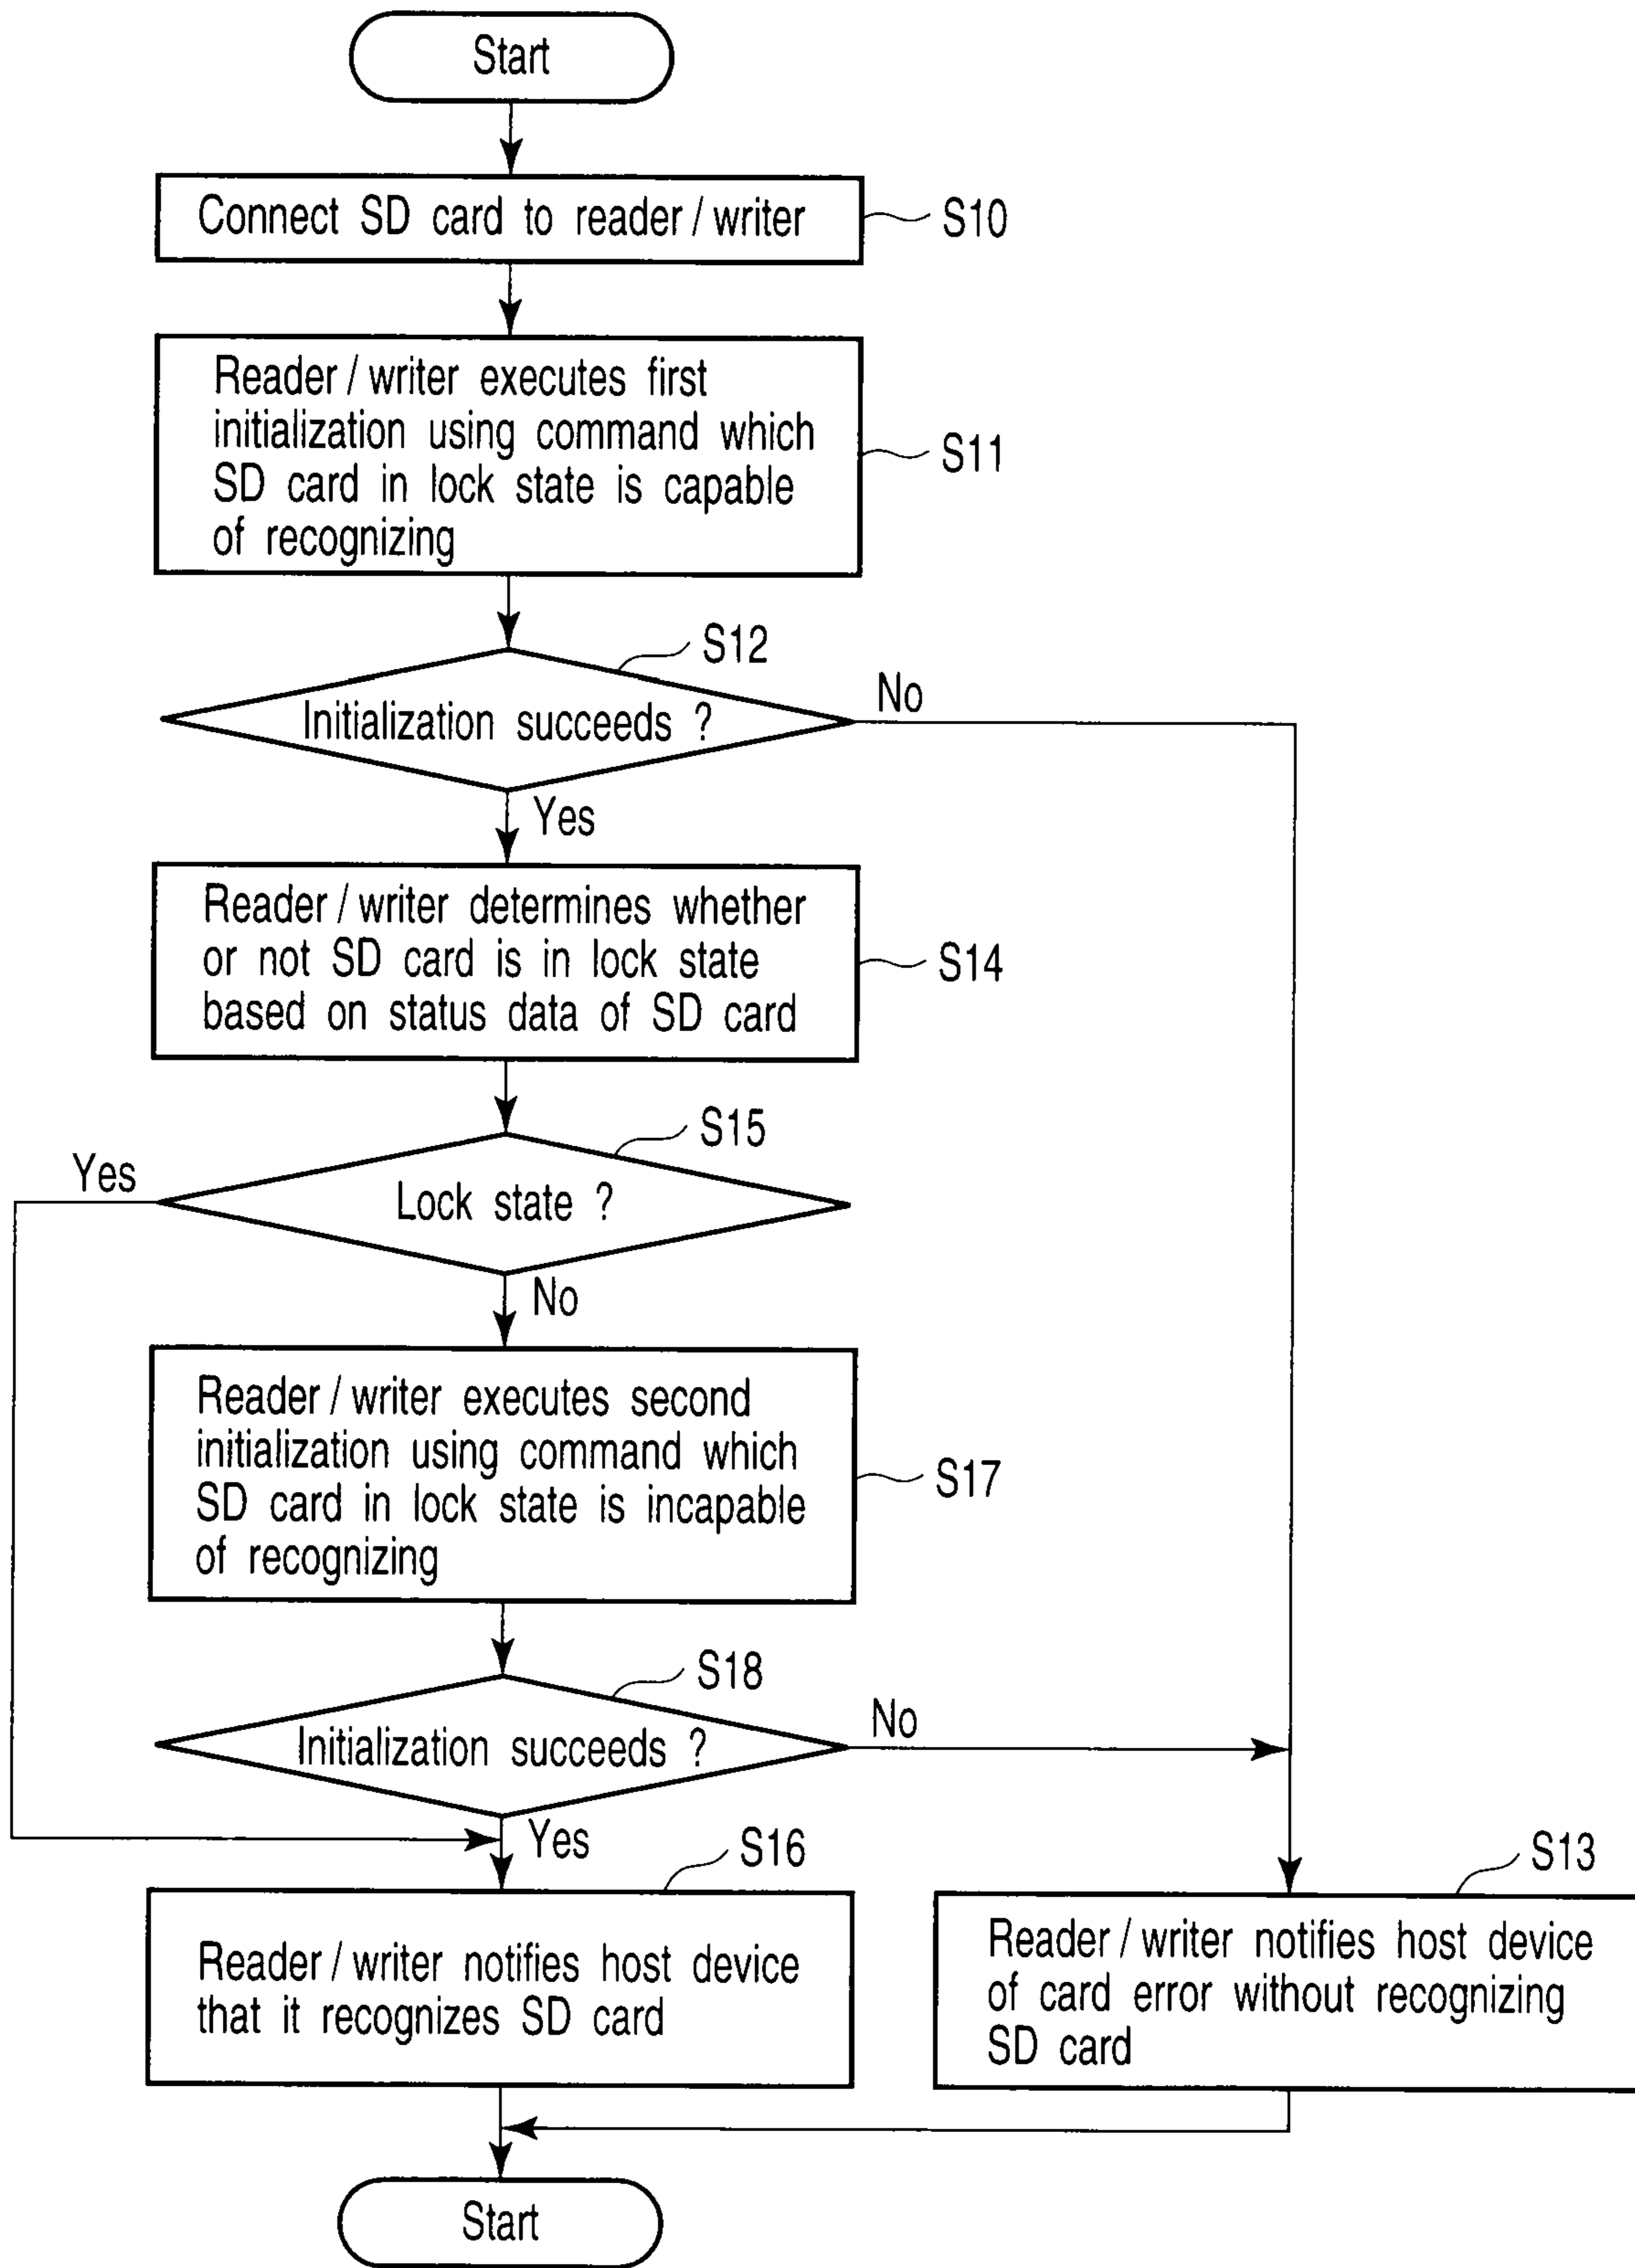 Start
Connect SD card to reader / writer
S10
Reader / writer executes first
initialization using command which
SD card in lock state is capable
of recognizing
S11
S12
Initialization succeeds ?
No
Yes
Reader / writer determines whether
or not SD card is in lock state
based on status data of SD card
S14
S15
Yes
Lock state ?
No
Reader / writer executes second
initialization using command which
SD card in lock state is incapable
of recognizing
S17
S18
Initialization succeeds ?
No
Yes
S16
Reader / writer notifies host device
that it recognizes SD card
S13
Reader / writer notifies host device
of card error without recognizing
SD card
Start